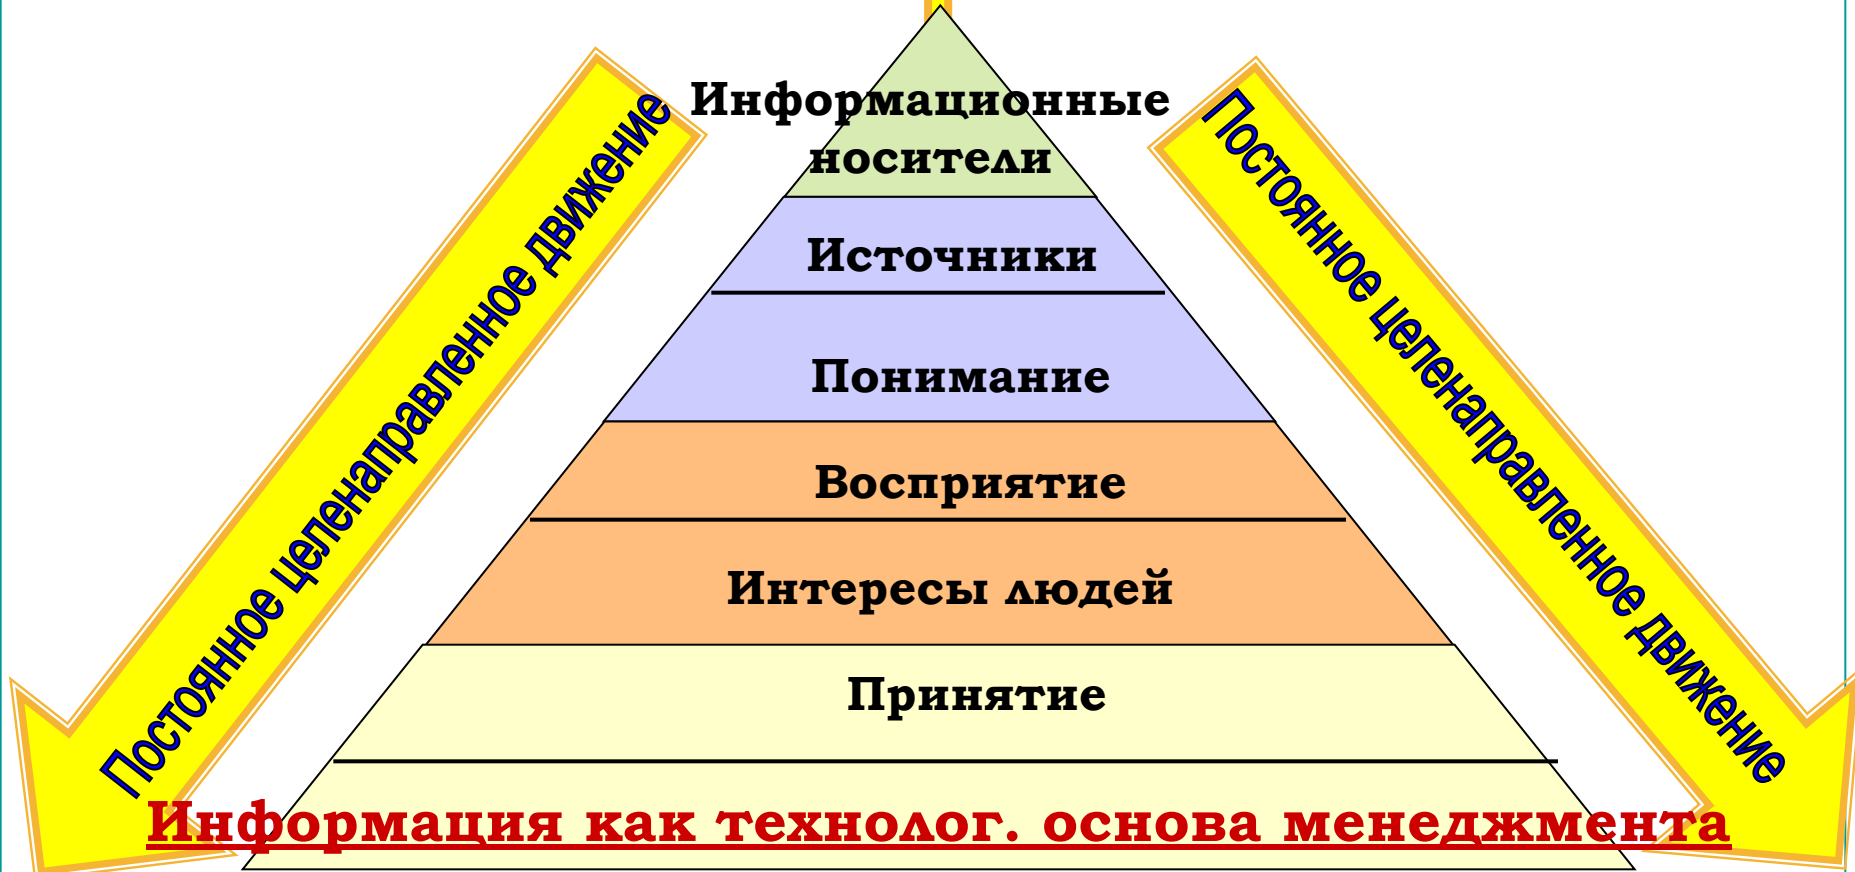 Информационные
носители
Источники
Понимание
Восприятие
Интересы людей
Принятие
Информация как технолог. основа менеджмента
Постоянное целенаправленное движение
Постоянное целенаправленное движение